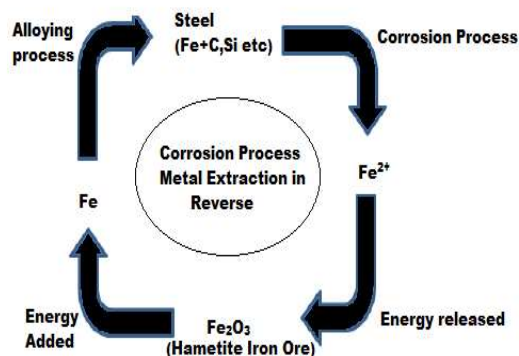 Alloying
process
Steel
(Fe+C,Si etc)
Corrosion Process
Corrosion Process
Metal Extraction in
Reverse
Fe
Fe²⁺
Energy
Added
Fe₂O₃
(Hametite Iron Ore)
Energy released